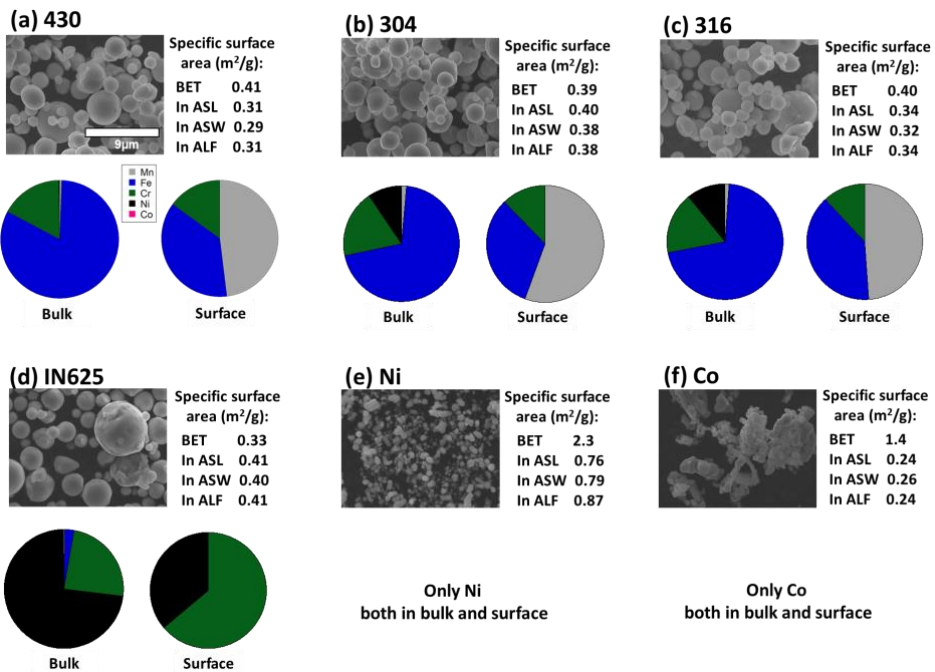 (a) 430
Specific surface
area (m²/g):
BET 0.41
In ASL 0.31
In ASW 0.29
In ALF 0.31
9μm
Mn
Fe
Cr
Ni
Co
Bulk
Surface
(b) 304
Specific surface
area (m²/g):
BET 0.39
In ASL 0.40
In ASW 0.38
In ALF 0.38
Bulk
Surface
(c) 316
Specific surface
area (m²/g):
BET 0.40
In ASL 0.34
In ASW 0.32
In ALF 0.34
Bulk
Surface
(d) IN625
Specific surface
area (m²/g):
BET 0.33
In ASL 0.41
In ASW 0.40
In ALF 0.41
Bulk
Surface
(e) Ni
Specific surface
area (m²/g):
BET 2.3
In ASL 0.76
In ASW 0.79
In ALF 0.87
Only Ni
both in bulk and surface
(f) Co
Specific surface
area (m²/g):
BET 1.4
In ASL 0.24
In ASW 0.26
In ALF 0.24
Only Co
both in bulk and surface